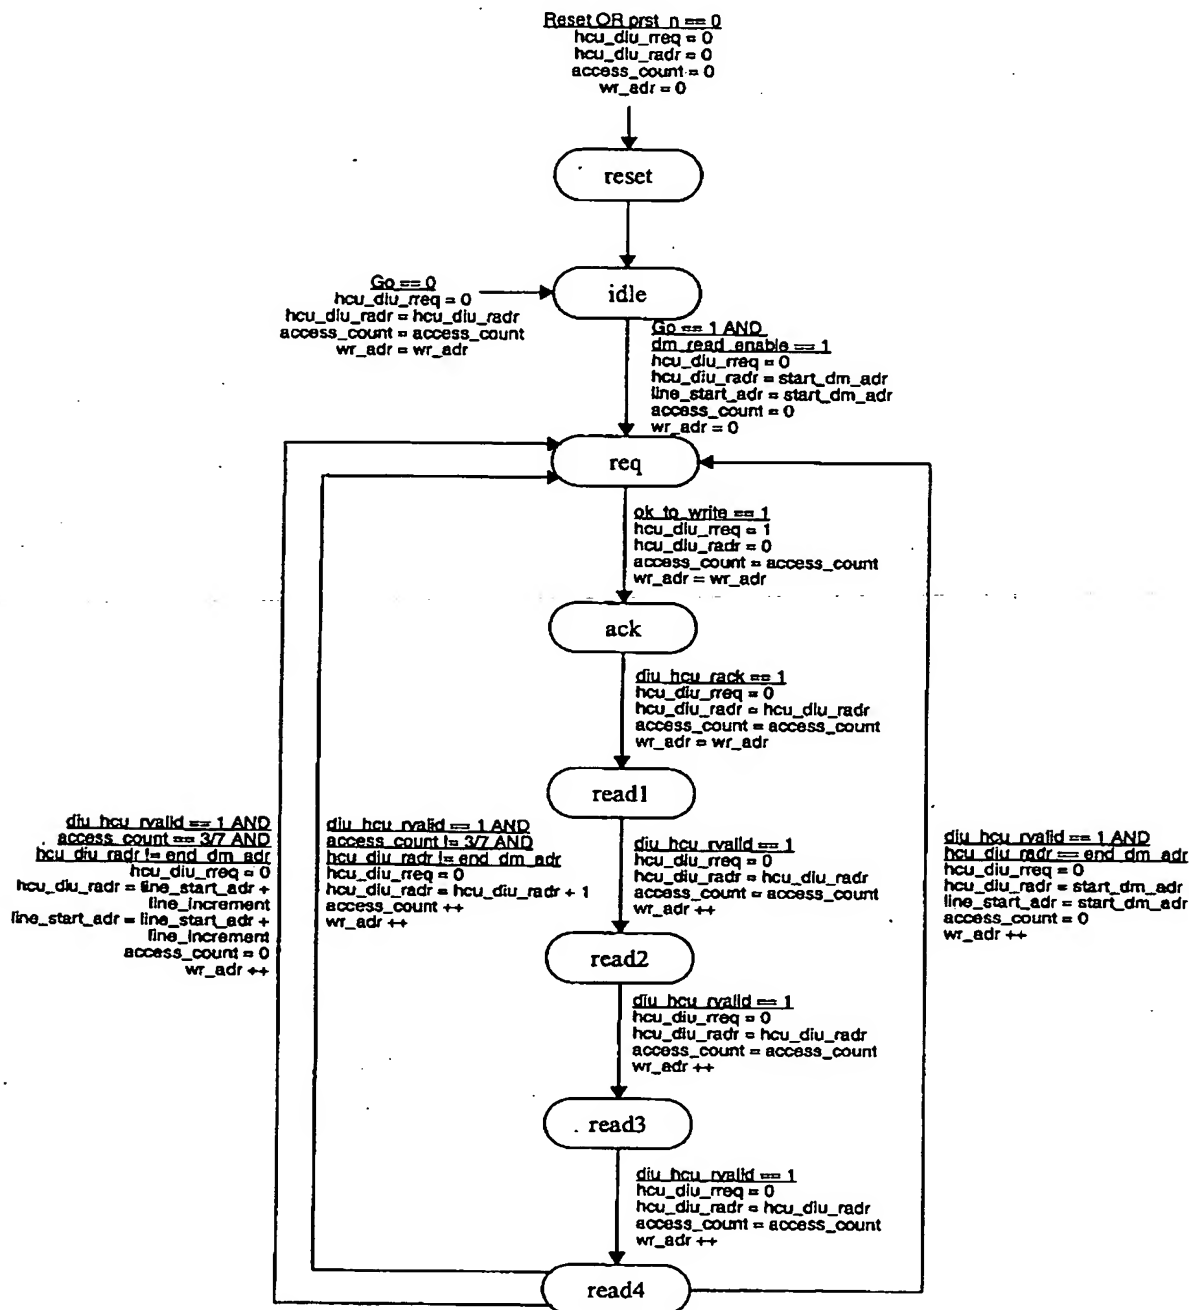 Reset OR prst_n == 0
hcu_diu_rreq = 0
hcu_diu_radr = 0
access_count = 0
wr_adr = 0
reset
Go == 0
hcu_diu_rreq = 0
hcu_diu_radr = hcu_diu_radr
access_count = access_count
wr_adr = wr_adr
idle
Go == 1 AND
dm_read_enable == 1
hcu_diu_rreq = 0
hcu_diu_radr = start_dm_adr
line_start_adr = start_dm_adr
access_count = 0
wr_adr = 0
req
ok_to_write == 1
hcu_diu_rreq = 1
hcu_diu_radr = 0
access_count = access_count
wr_adr = wr_adr
ack
diu_hcu_rack == 1
hcu_diu_rreq = 0
hcu_diu_radr = hcu_diu_radr
access_count = access_count
wr_adr = wr_adr
read1
diu_hcu_rvalid == 1 AND
access_count == 3/7 AND
hcu_diu_radr != end_dm_adr
hcu_diu_rreq = 0
hcu_diu_radr = line_start_adr +
line_increment
line_start_adr = line_start_adr +
line_increment
access_count = 0
wr_adr ++
diu_hcu_rvalid == 1 AND
access_count != 3/7 AND
hcu_diu_radr != end_dm_adr
hcu_diu_rreq = 0
hcu_diu_radr = hcu_diu_radr + 1
access_count ++
wr_adr ++
diu_hcu_rvalid == 1
hcu_diu_rreq = 0
hcu_diu_radr = hcu_diu_radr
access_count = access_count
wr_adr ++
diu_hcu_rvalid == 1 AND
hcu_diu_radr == end_dm_adr
hcu_diu_rreq = 0
hcu_diu_radr = start_dm_adr
line_start_adr = start_dm_adr
access_count = 0
wr_adr ++
read2
diu_hcu_rvalid == 1
hcu_diu_rreq = 0
hcu_diu_radr = hcu_diu_radr
access_count = access_count
wr_adr ++
read3
diu_hcu_rvalid == 1
hcu_diu_rreq = 0
hcu_diu_radr = hcu_diu_radr
access_count = access_count
wr_adr ++
read4